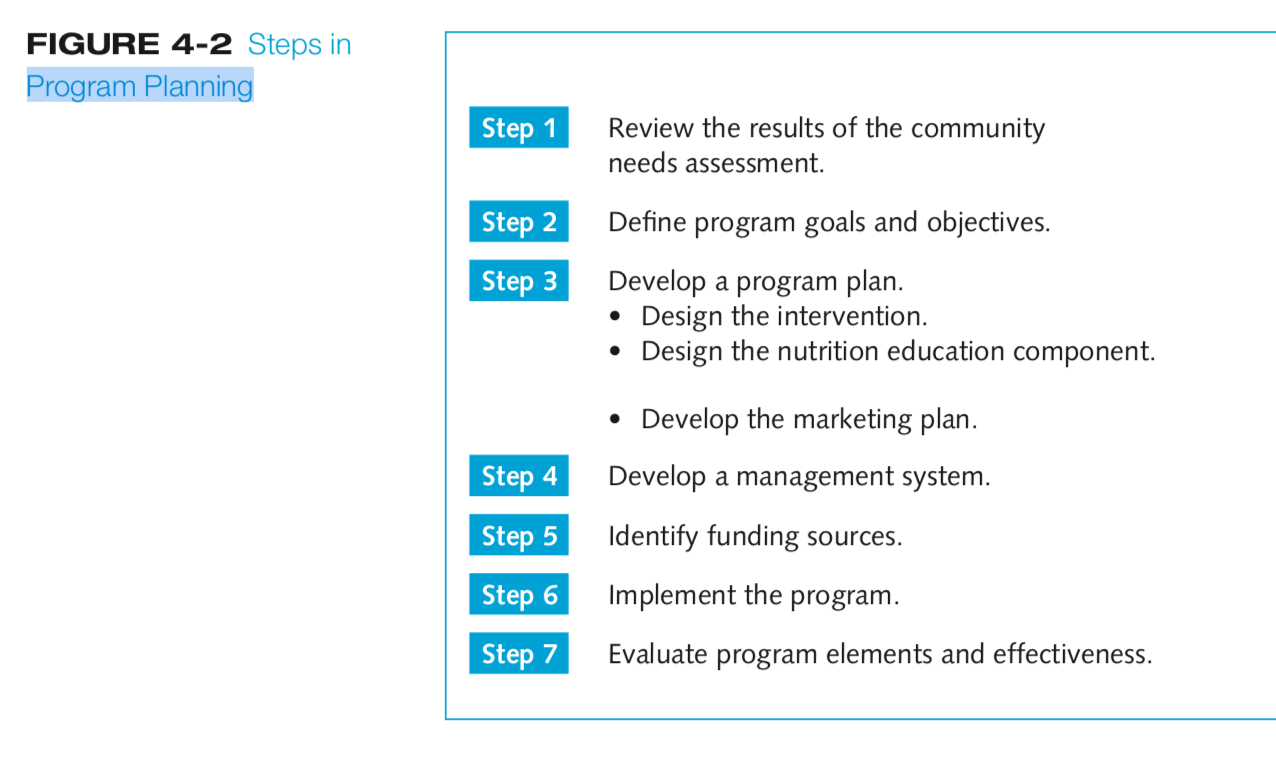 FIGURE 4-2 Steps in
Program Planning
Step 1 Review the results of the community
needs assessment.
Step 2 Define program goals and objectives.
Step 3 Develop a program plan.
• Design the intervention.
• Design the nutrition education component.
• Develop the marketing plan.
Step 4 Develop a management system.
Step 5 Identify funding sources.
Step 6 Implement the program.
Step 7 Evaluate program elements and effectiveness.